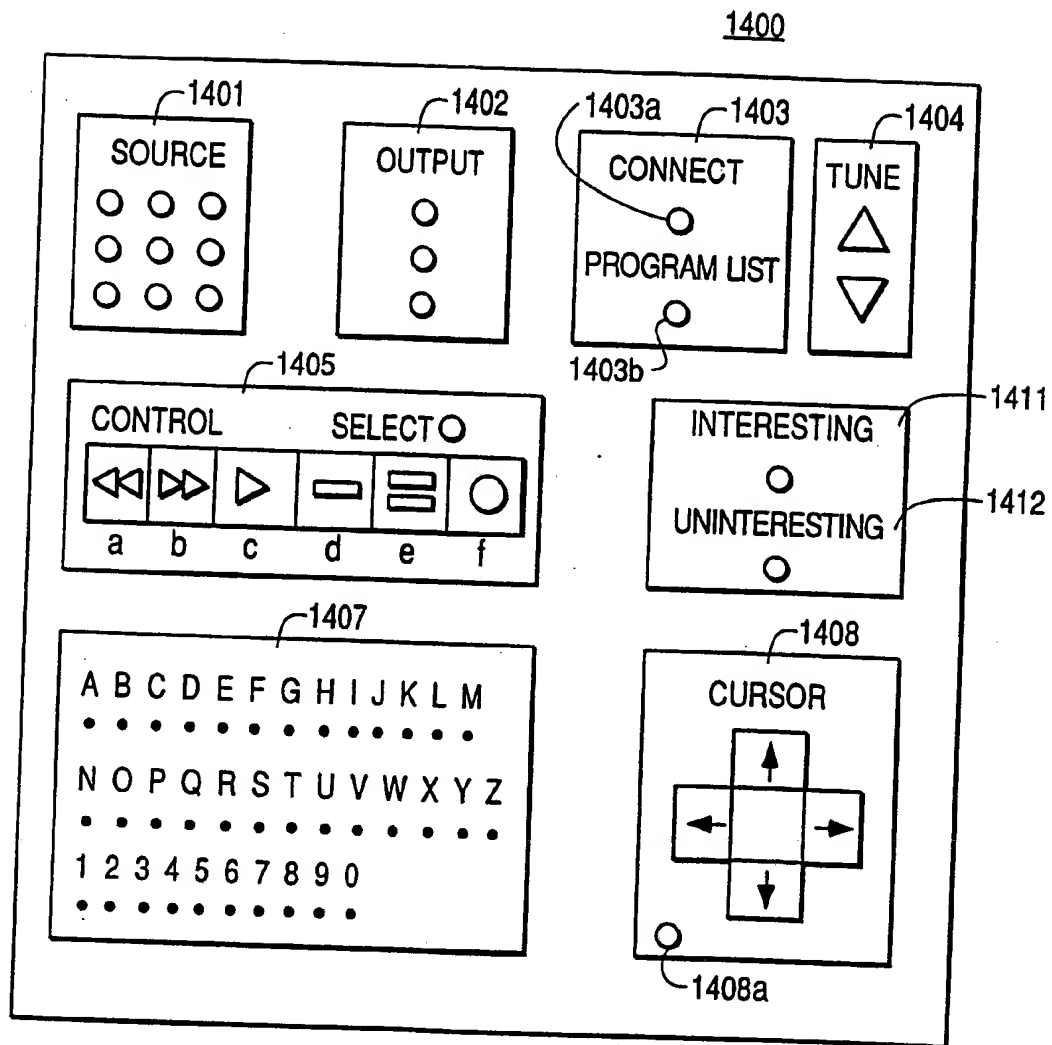 1400
1401
SOURCE
1402
OUTPUT
1403a
1403
CONNECT
PROGRAM LIST
1403b
1404
TUNE
1405
CONTROL SELECT
a b c d e f
1411
INTERESTING
1412
UNINTERESTING
1407
A B C D E F G H I J K L M
N O P Q R S T U V W X Y Z
1 2 3 4 5 6 7 8 9 0
1408
CURSOR
1408a